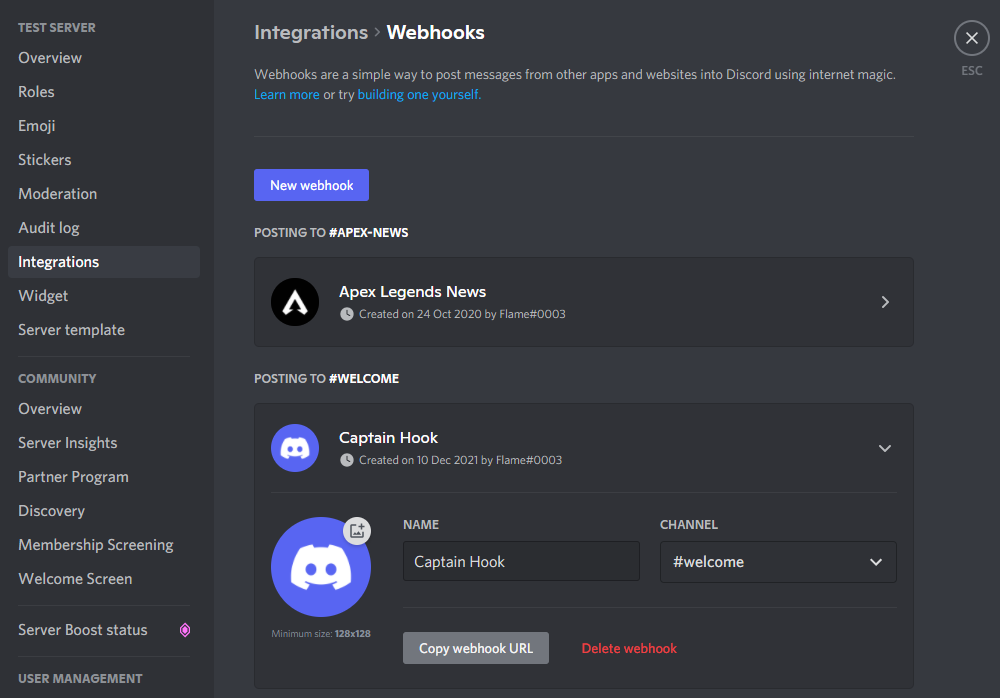 TEST SERVER
Overview
Roles
Emoji
Stickers
Moderation
Audit log
Integrations
Widget
Server template
COMMUNITY
Overview
Server Insights
Partner Program
Discovery
Membership Screening
Welcome Screen
Server Boost status
USER MANAGEMENT
Integrations > Webhooks
ESC
Webhooks are a simple way to post messages from other apps and websites into Discord using internet magic.
Learn more or try building one yourself.
New webhook
POSTING TO #APEX-NEWS
Apex Legends News
Created on 24 Oct 2020 by Flame#0003
POSTING TO #WELCOME
Captain Hook
Created on 10 Dec 2021 by Flame#0003
Minimum size: 128x128
NAME
Captain Hook
CHANNEL
#welcome
Copy webhook URL
Delete webhook